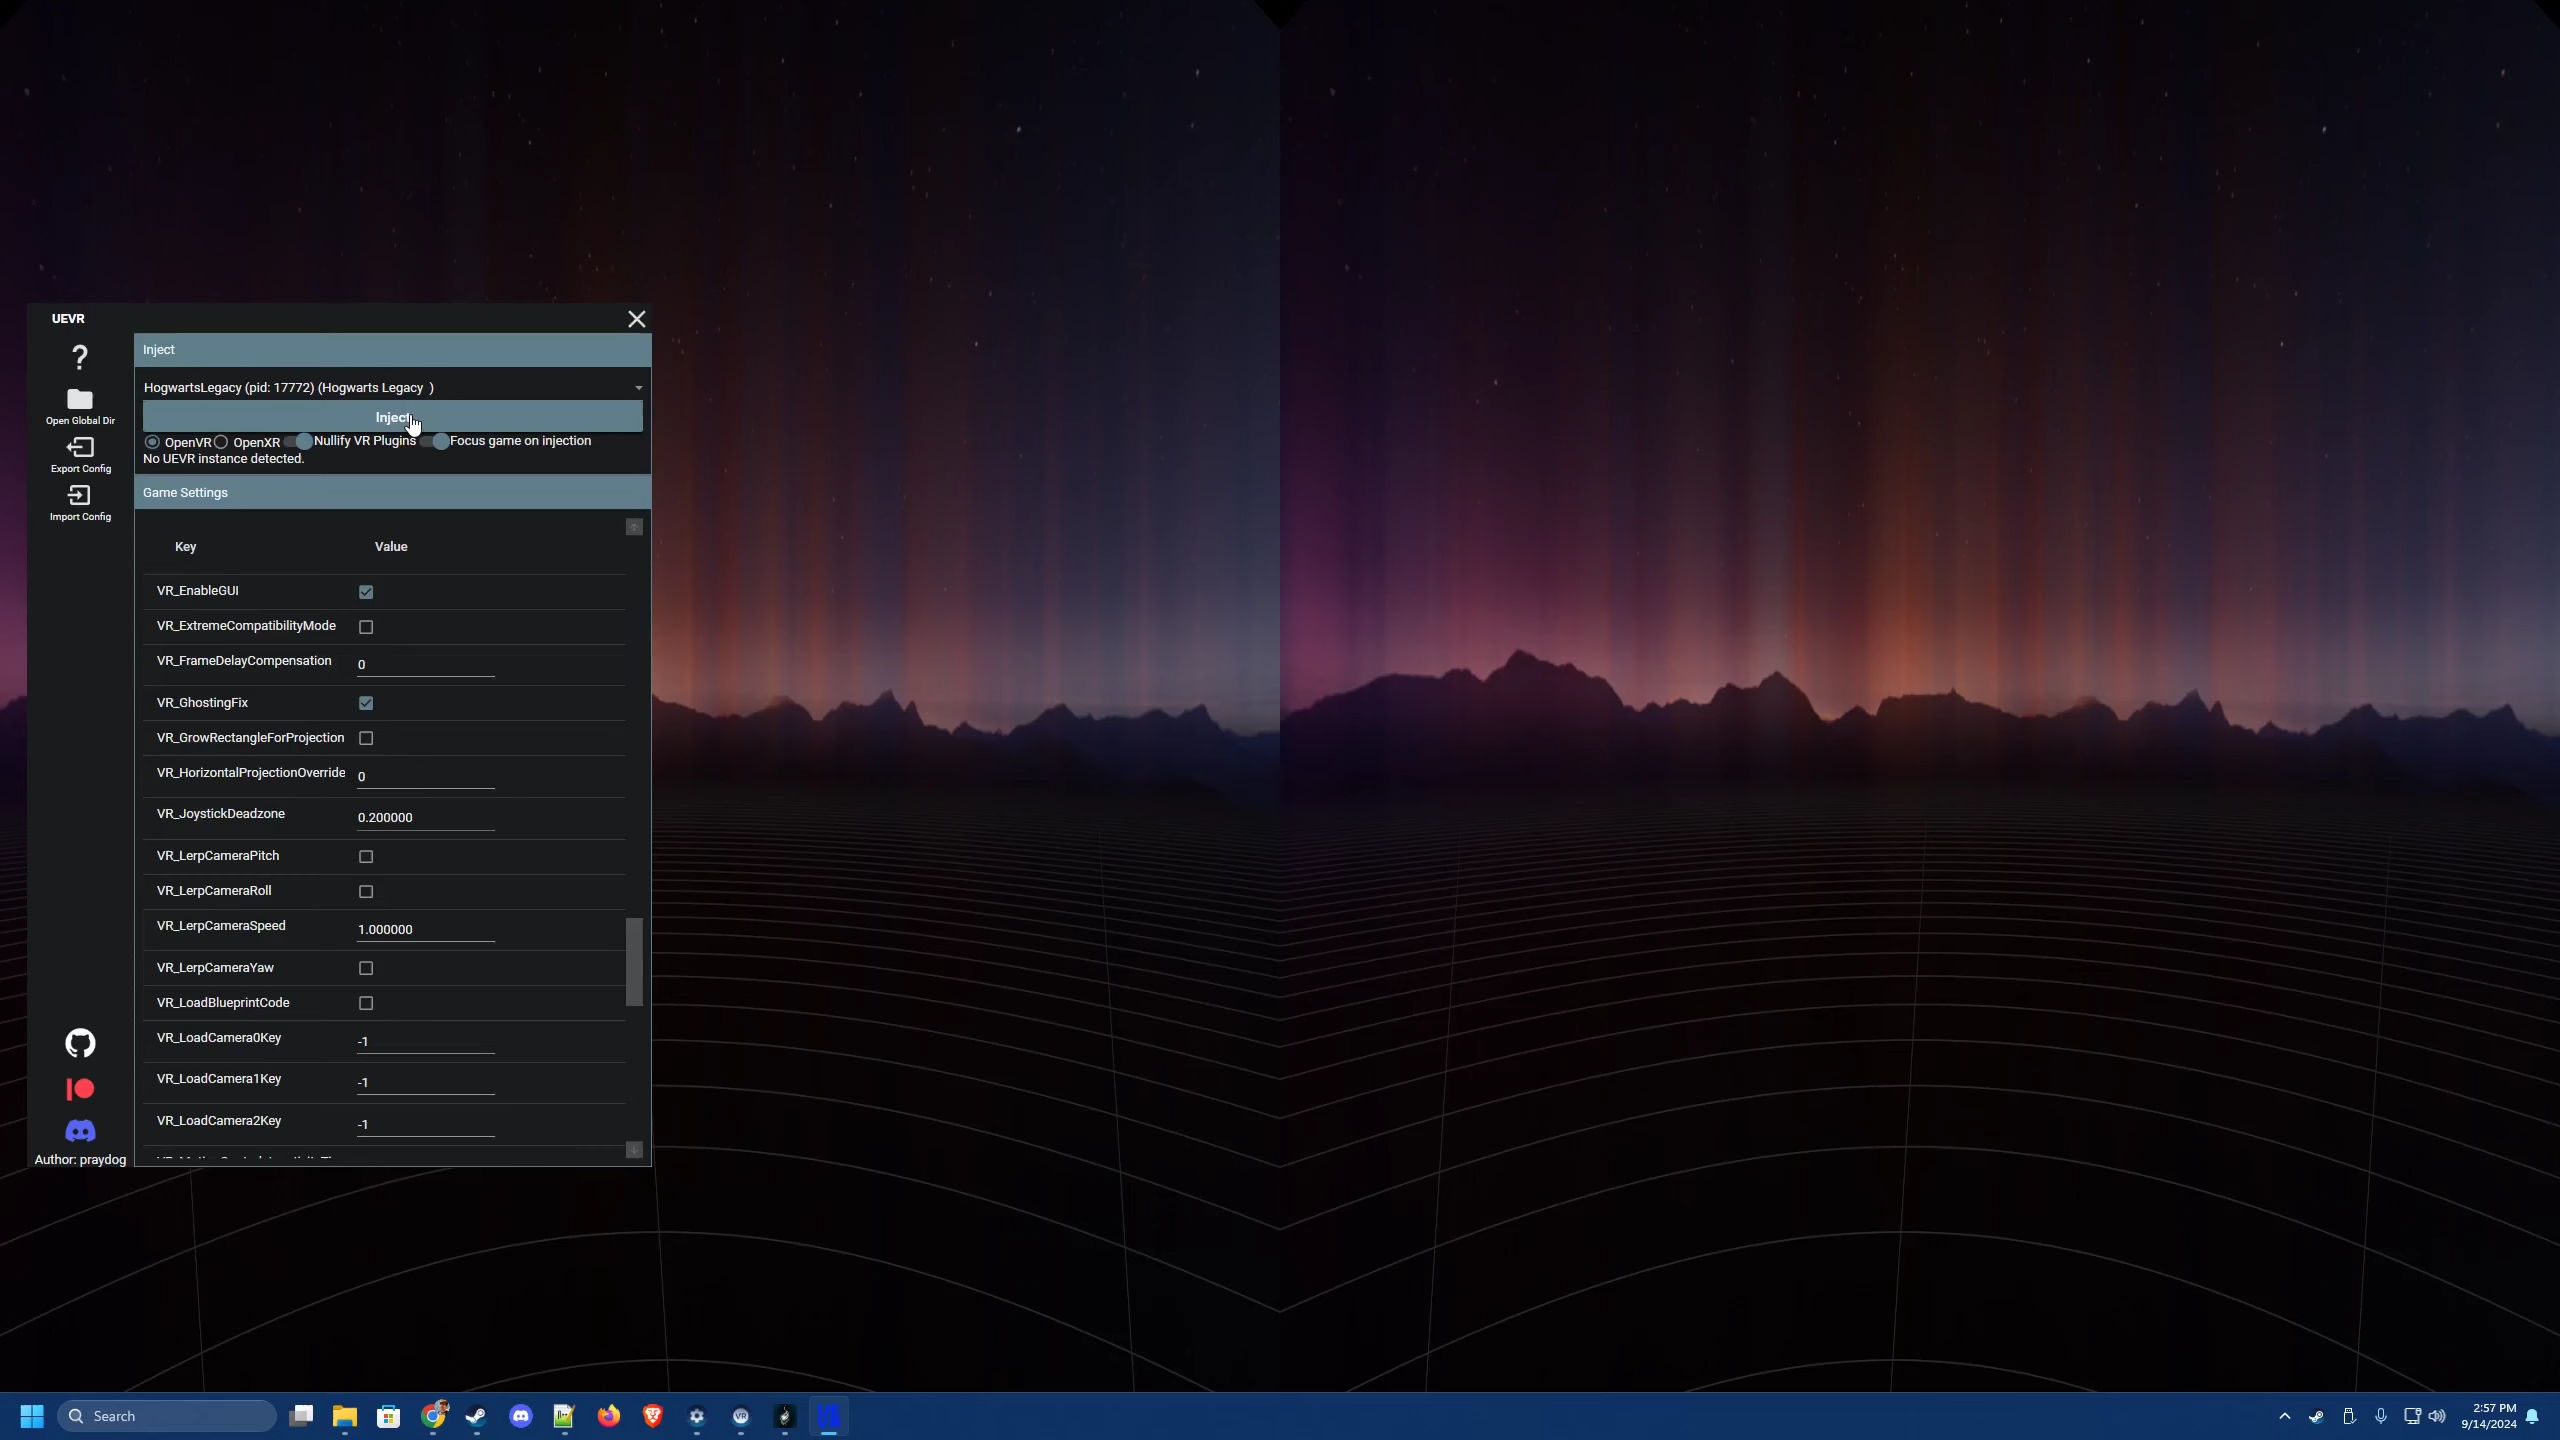 UEVR
Inject
HogwartsLegacy (pid: 17772) (Hogwarts Legacy  )
Inject
OpenVR OpenXR Nullify VR Plugins Focus game on injection
No UEVR instance detected.
Open Global Dir
Export Config
Import Config
Game Settings
Key Value
VR_EnableGUI
VR_ExtremeCompatibilityMode
VR_FrameDelayCompensation 0
VR_GhostingFix
VR_GrowRectangleForProjection
VR_HorizontalProjectionOverride 0
VR_JoystickDeadzone 0.200000
VR_LerpCameraPitch
VR_LerpCameraRoll
VR_LerpCameraSpeed 1.000000
VR_LerpCameraYaw
VR_LoadBlueprintCode
VR_LoadCamera0Key -1
VR_LoadCamera1Key -1
VR_LoadCamera2Key -1
Author: praydog
Search
VR
VR
2:57 PM
9/14/2024